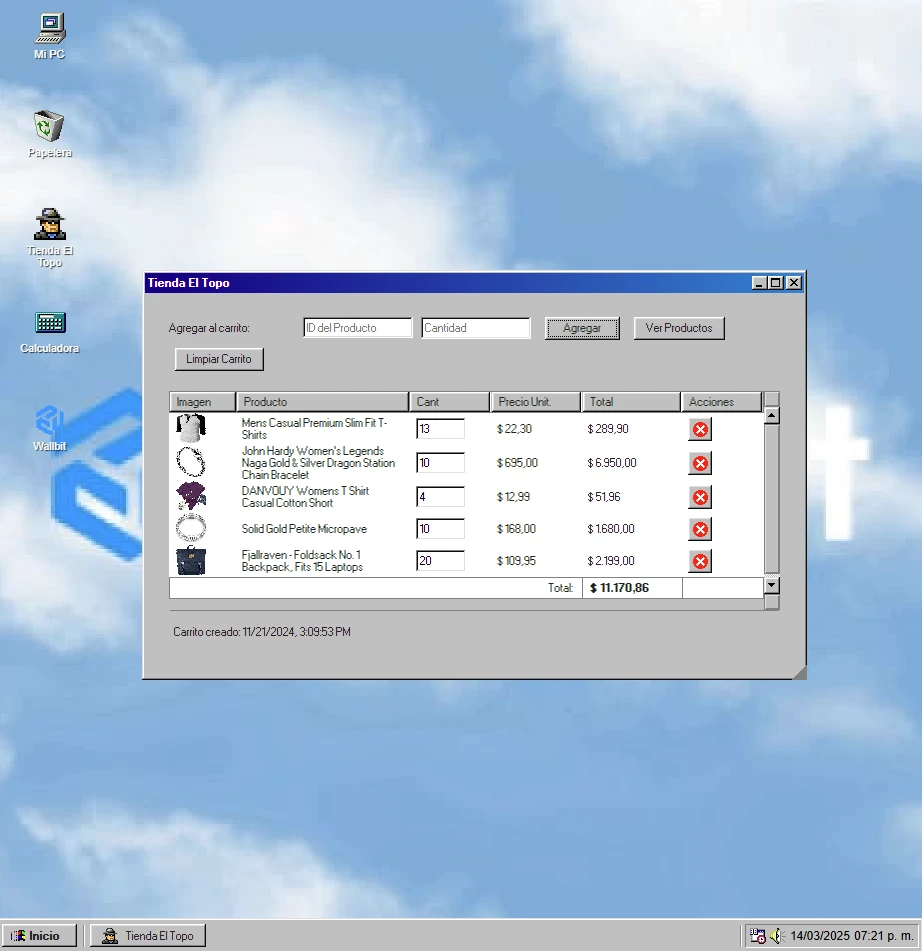 Mi PC
Papelera
Tienda El
Topo
Calculadora
Wallbit
t
Tienda El Topo
Agregar al carrito:
ID del Producto
Cantidad
Agregar
Ver Productos
Limpiar Carrito
Imagen Producto Cant Precio Unit. Total Acciones
Mens Casual Premium Slim Fit T-
Shirts
13 $ 22,30 $ 289,90
John Hardy Women's Legends
Naga Gold & Silver Dragon Station
Chain Bracelet
10 $ 695,00 $ 6.950,00
DANVOUY Womens T Shirt
Casual Cotton Short
4 $ 12,99 $ 51,96
Solid Gold Petite Micropave
10 $ 168,00 $ 1.680,00
Fjallraven - Foldsack No. 1
Backpack, Fits 15 Laptops
20 $ 109,95 $ 2.199,00
Total: $ 11.170,86
Carrito creado: 11/21/2024, 3:09:53 PM
Inicio
Tienda El Topo
14/03/2025 07:21 p. m.